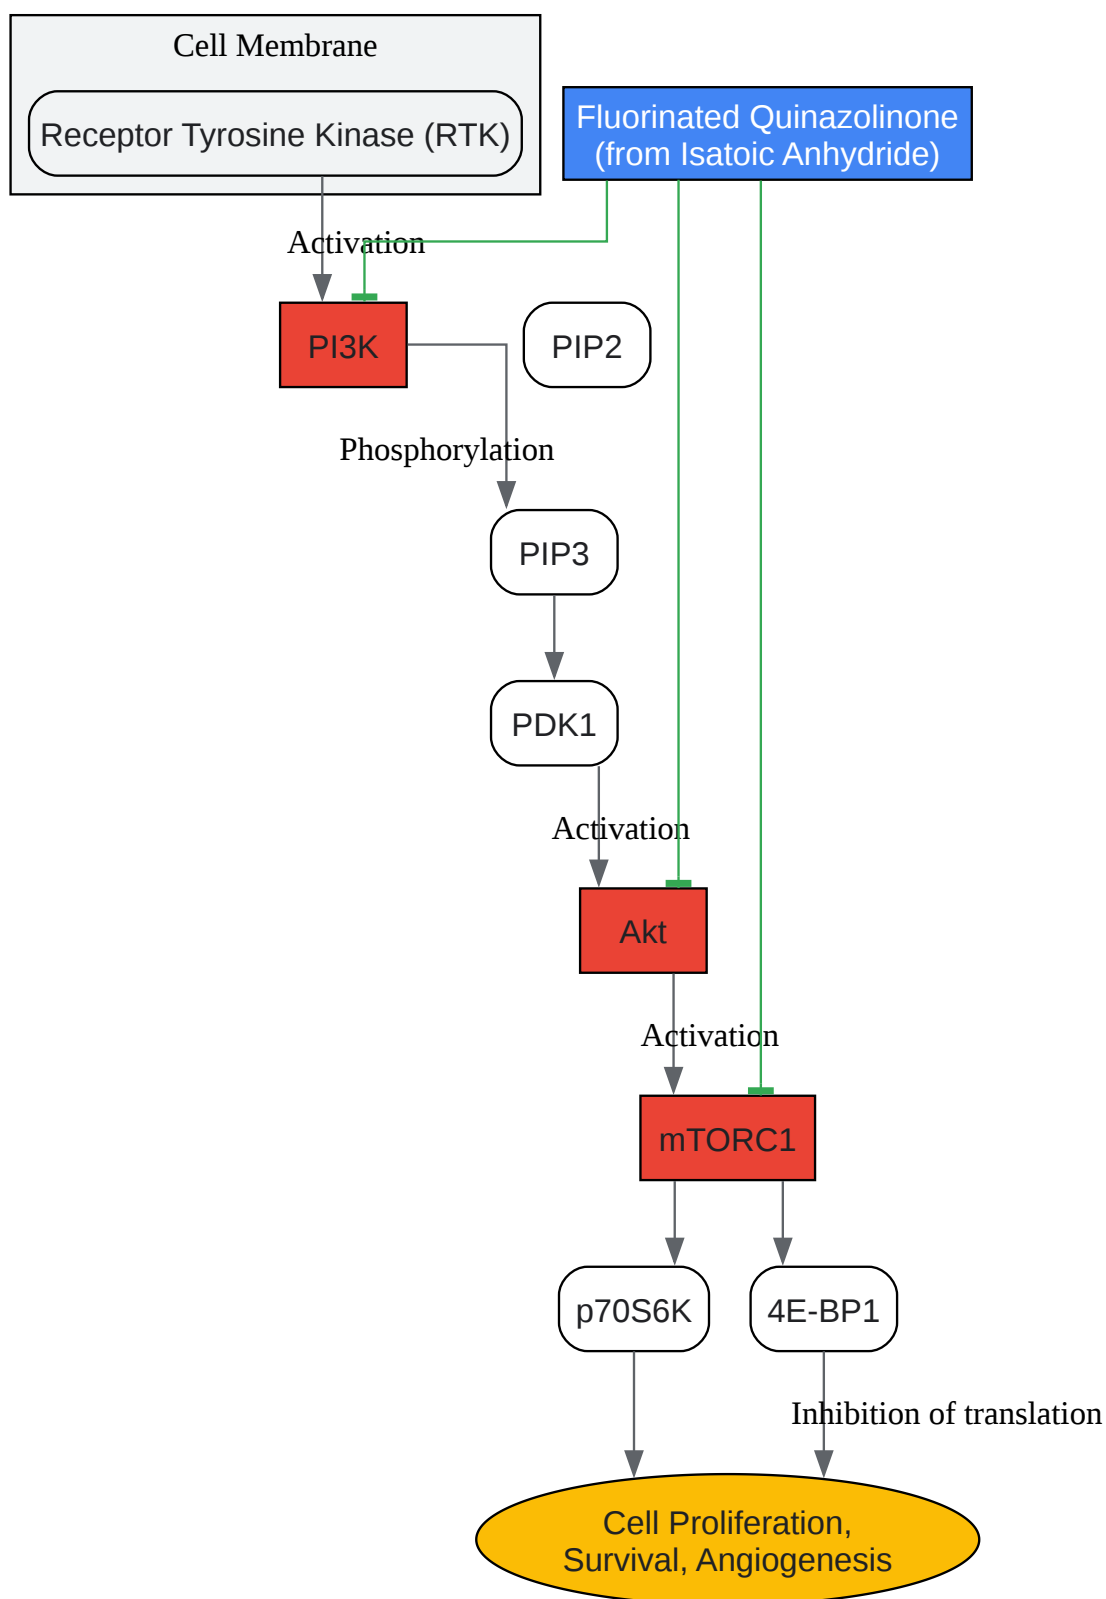 Cell Membrane
Receptor Tyrosine Kinase (RTK)
Fluorinated Quinazolinone
(from Isatoic Anhydride)
Activation
PI3K
PIP2
Phosphorylation
PIP3
PDK1
Activation
Akt
Activation
mTORC1
p70S6K
4E-BP1
Inhibition of translation
Cell Proliferation,
Survival, Angiogenesis